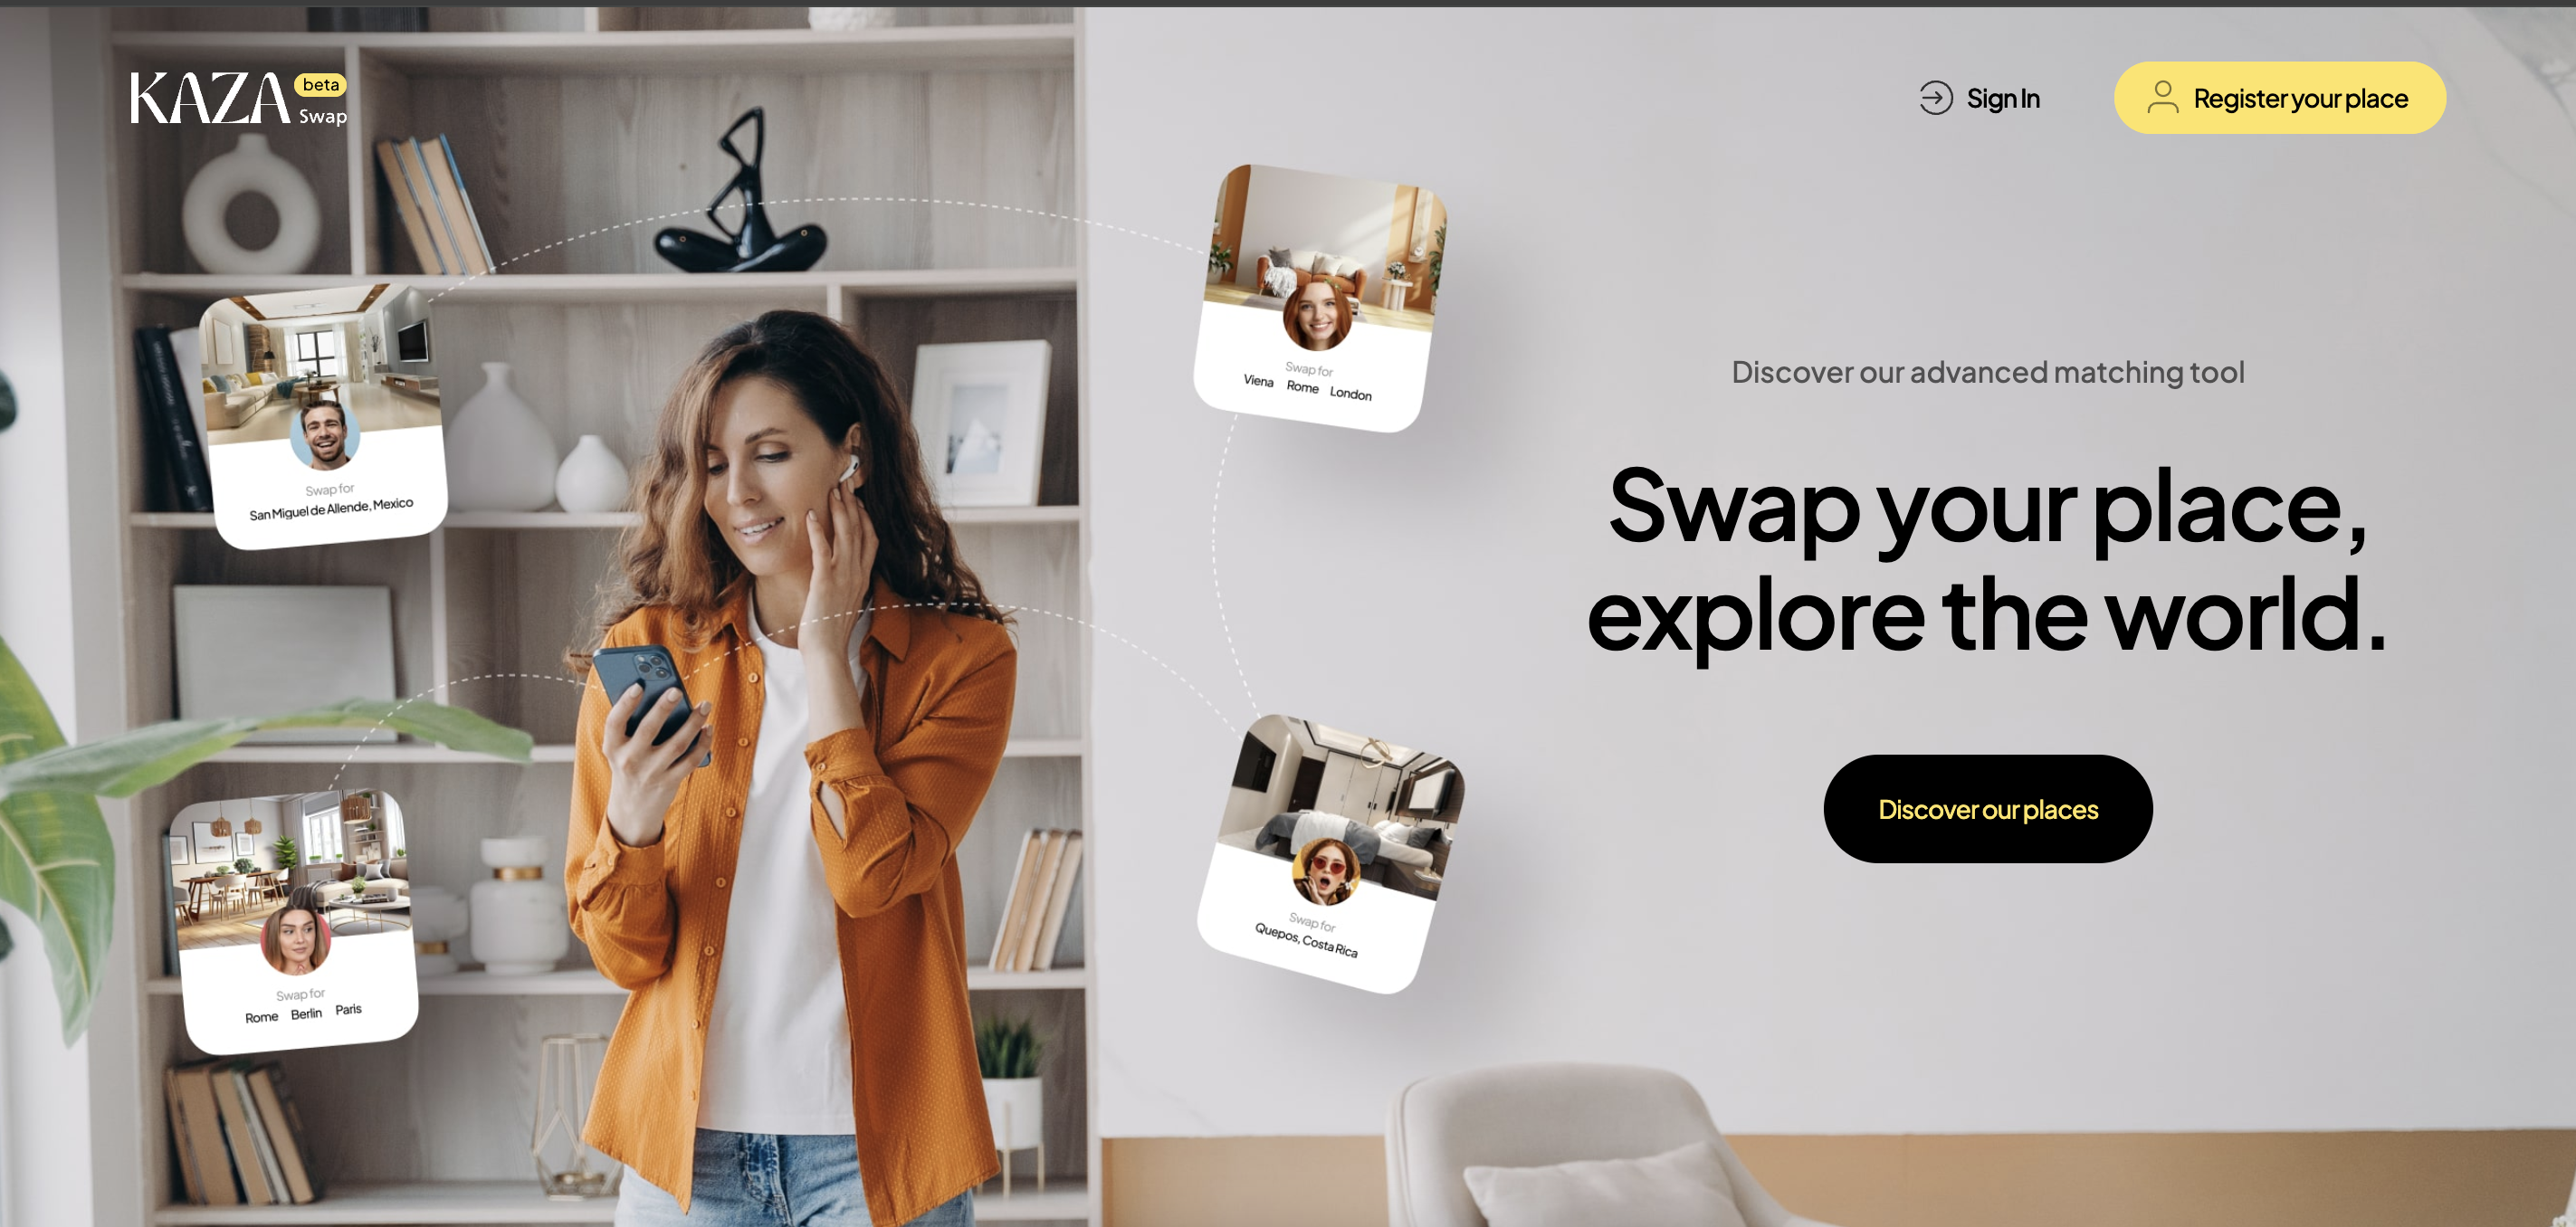 KAZA beta
Swap
Sign In
Register your place
Swap for
Viena Rome London
Swap for
San Miguel de Allende, Mexico
Discover our advanced matching tool
Swap your place,
explore the world.
Discover our places
Swap for
Quepos, Costa Rica
Swap for
Rome Berlin Paris